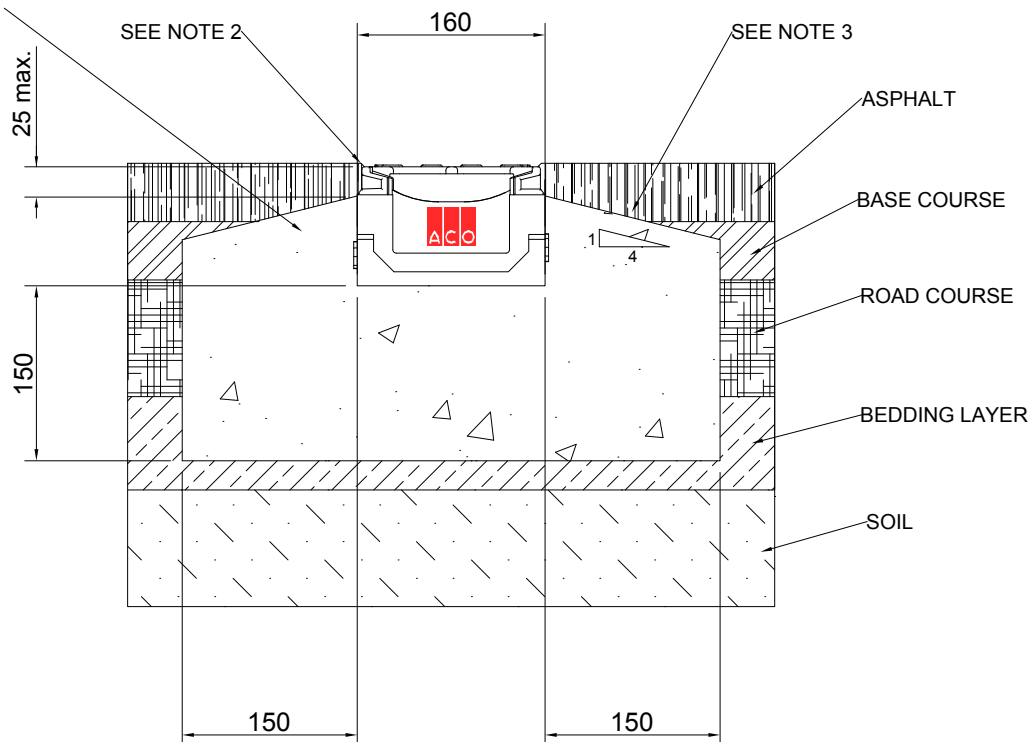 160
SEE NOTE 2
SEE NOTE 3
25 max.
ASPHALT
BASE COURSE
ACO
1
4
ROAD COURSE
150
BEDDING LAYER
SOIL
150
150